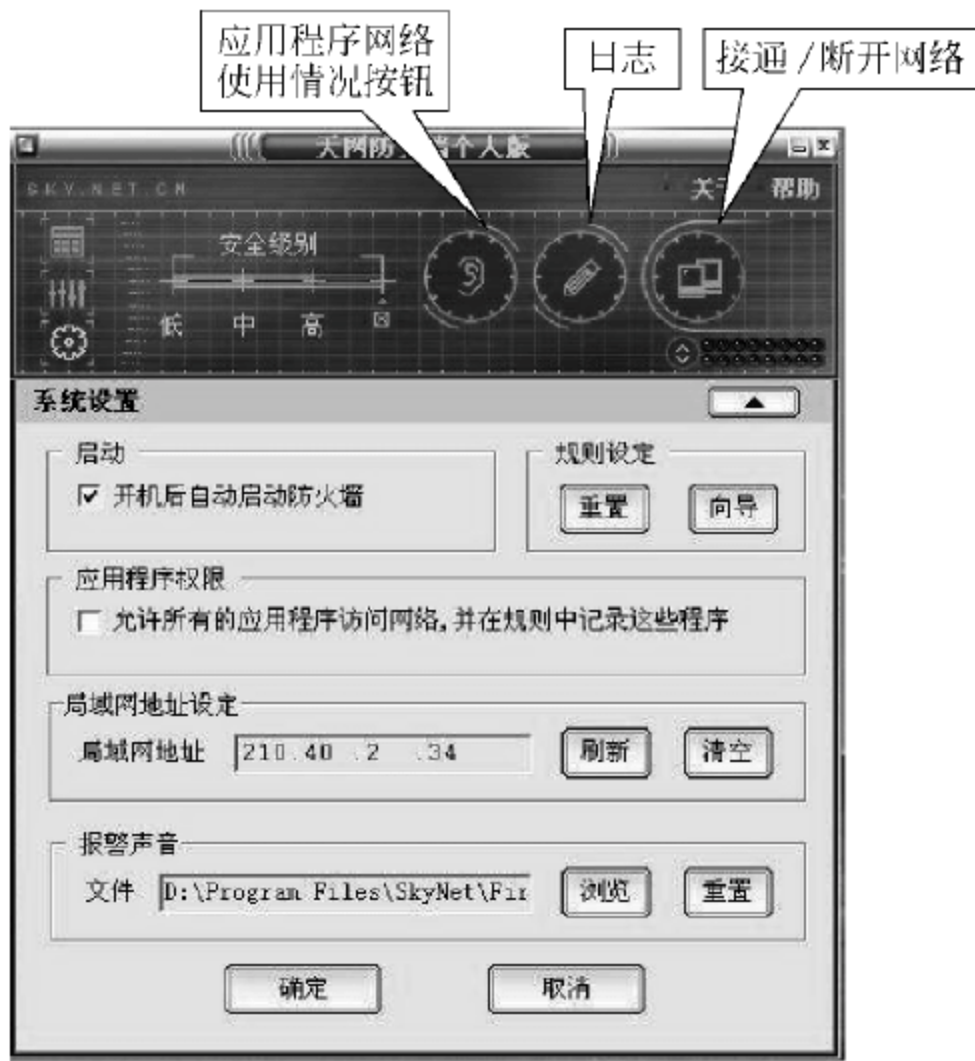 应用程序网络
使用情况按钮
日志
接通/断开网络
天网防 墙个人版
SKY.NET.CN
关 帮助
安全级别
低 中 高
系统设置
启动
开机后自动启动防火墙
规则设定
重置 向导
应用程序权限
允许所有的应用程序访问网络,并在规则中记录这些程序
局域网地址设定
局域网地址 210.40 .2 .34 刷新 清空
报警声音
文件 D:\Program Files\SkyNet\Fir 浏览 重置
确定 取消